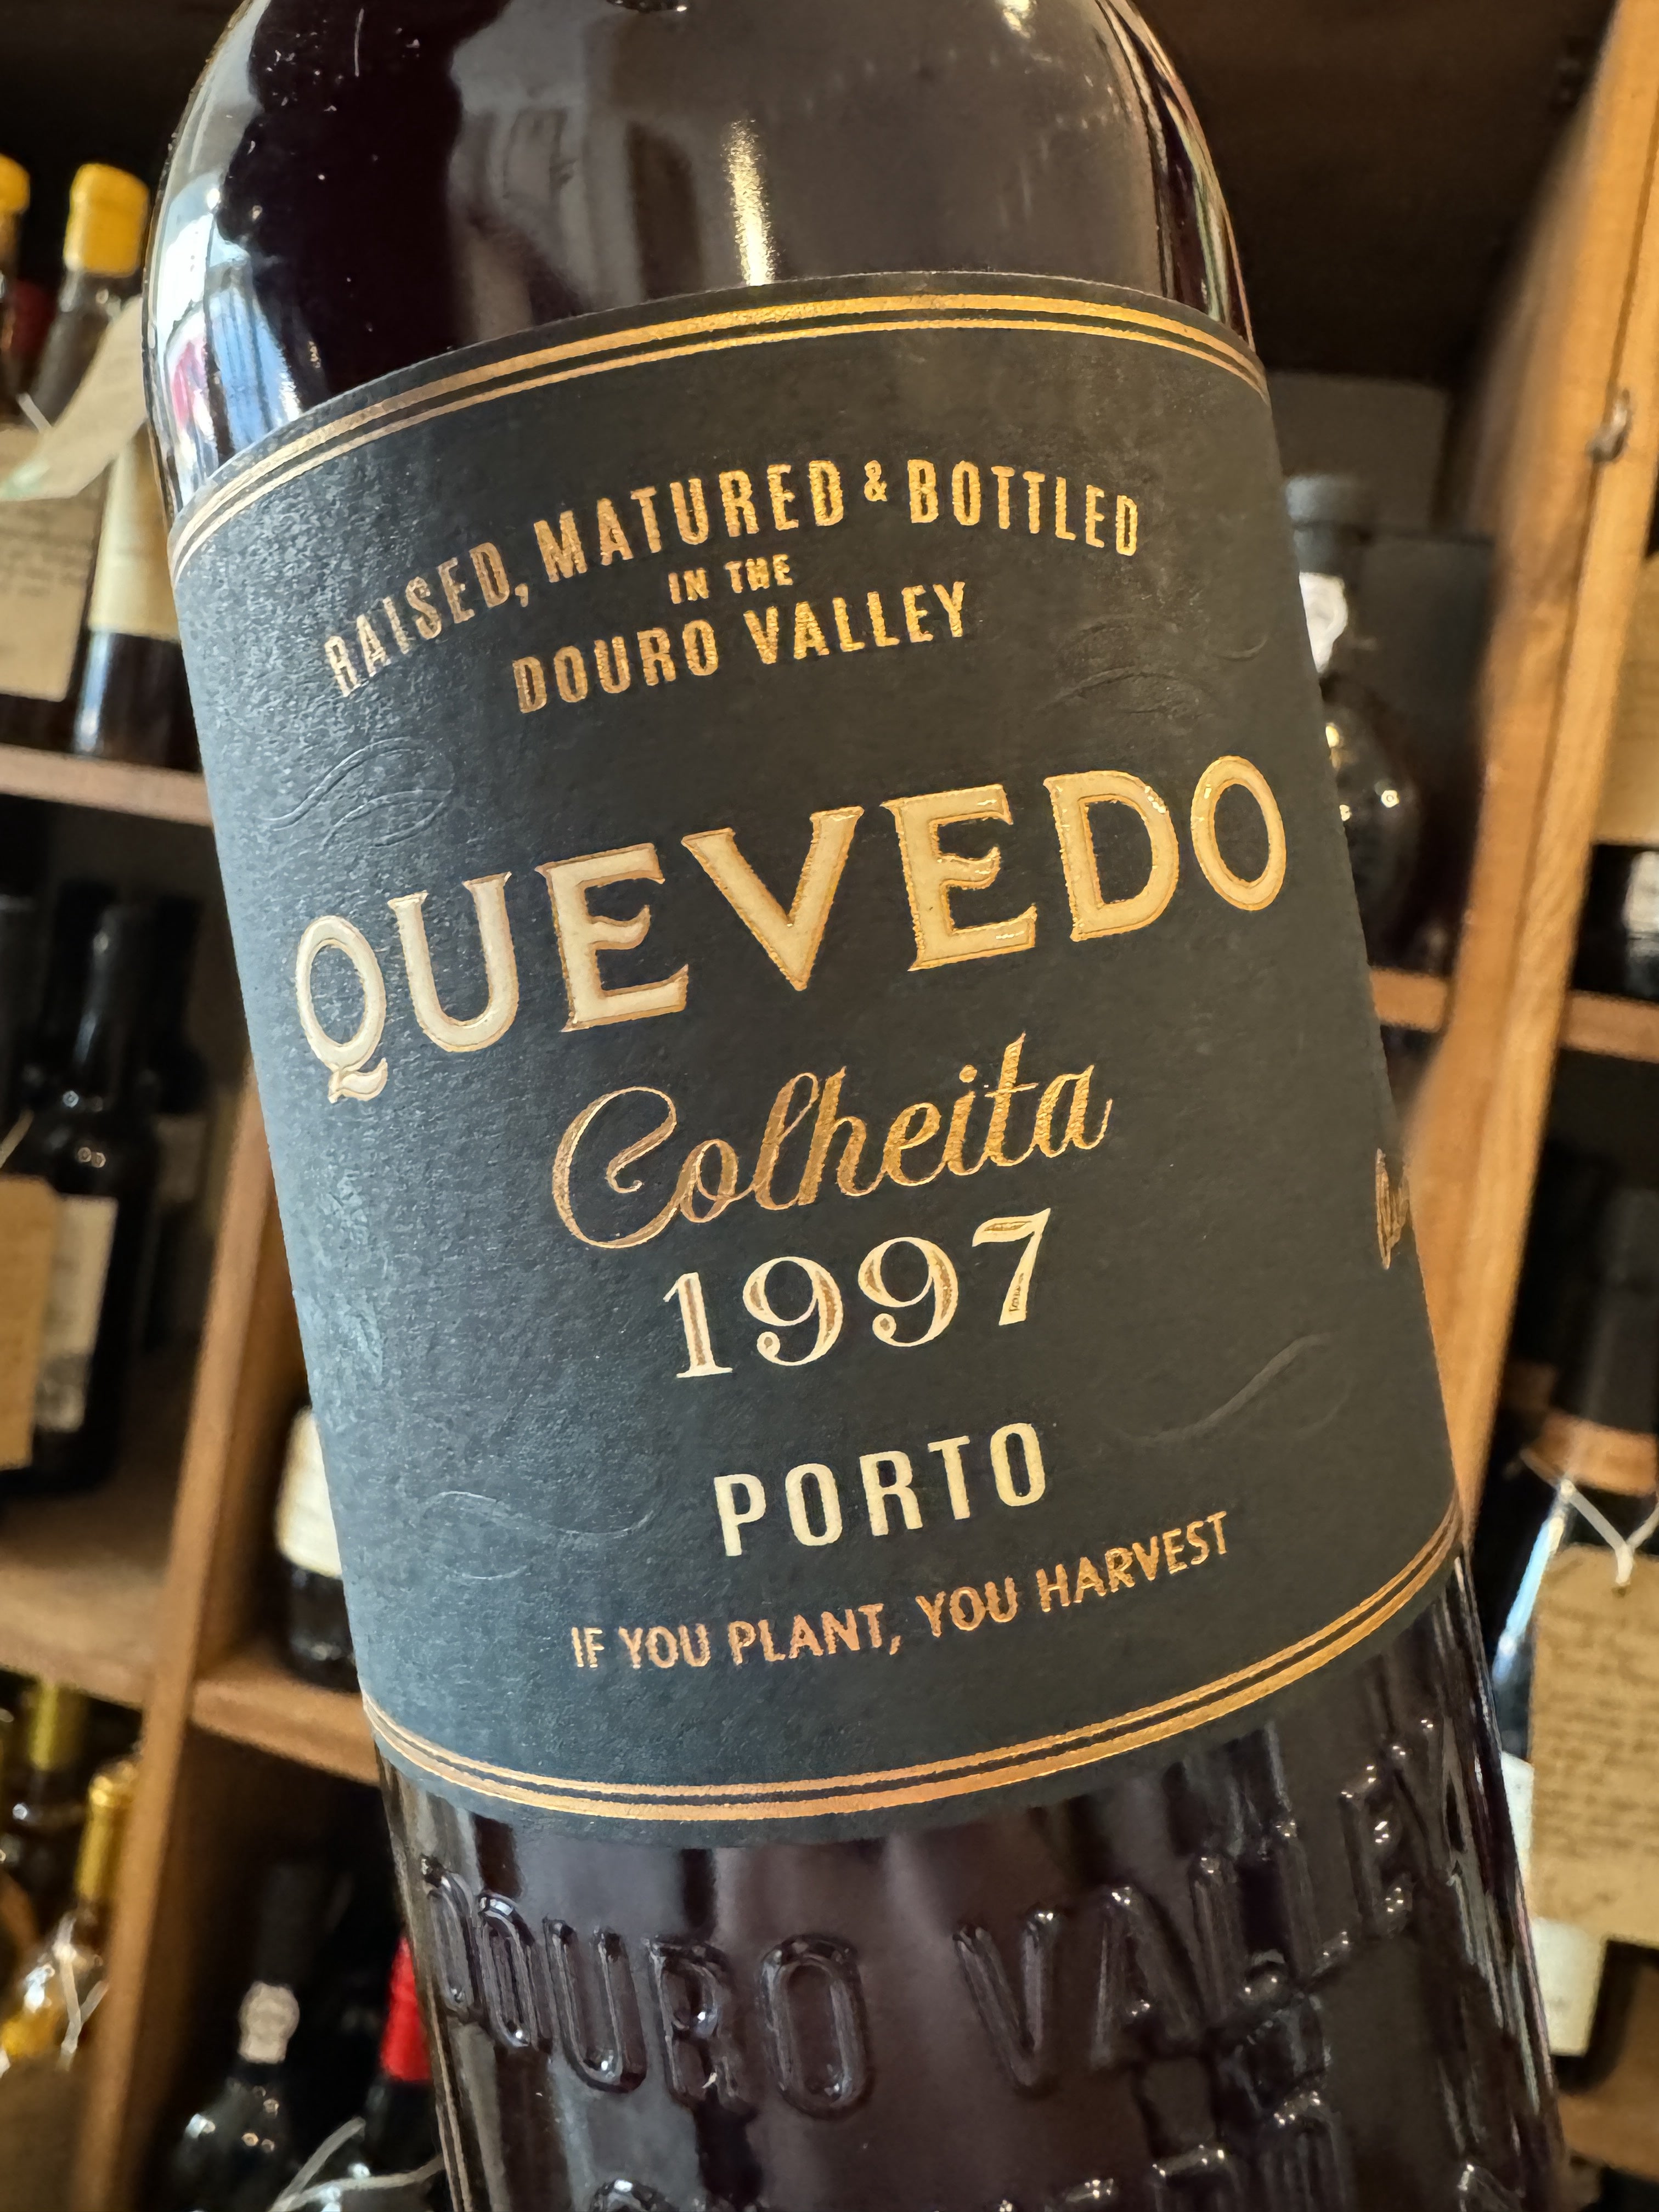 RAISED, MATURED & BOTTLED
IN THE
DOURO VALLEY
QUEVEDO
Colheita
1997
PORTO
IF YOU PLANT, YOU HARVEST
DOURO VALLEY